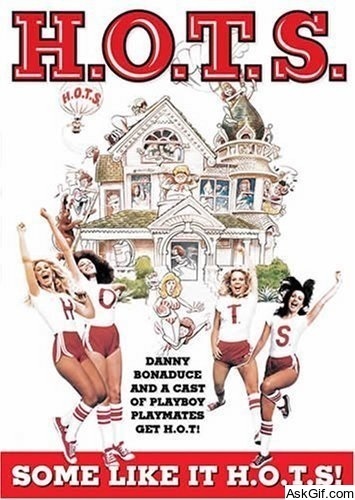 H.O.T.S.
H.O.T.S.
H O T S
DANNY
BONADUCE
AND A CAST
OF PLAYBOY
PLAYMATES
GET H.O.T!
SOME LIKE IT H.O.T.S!
AskGif.com